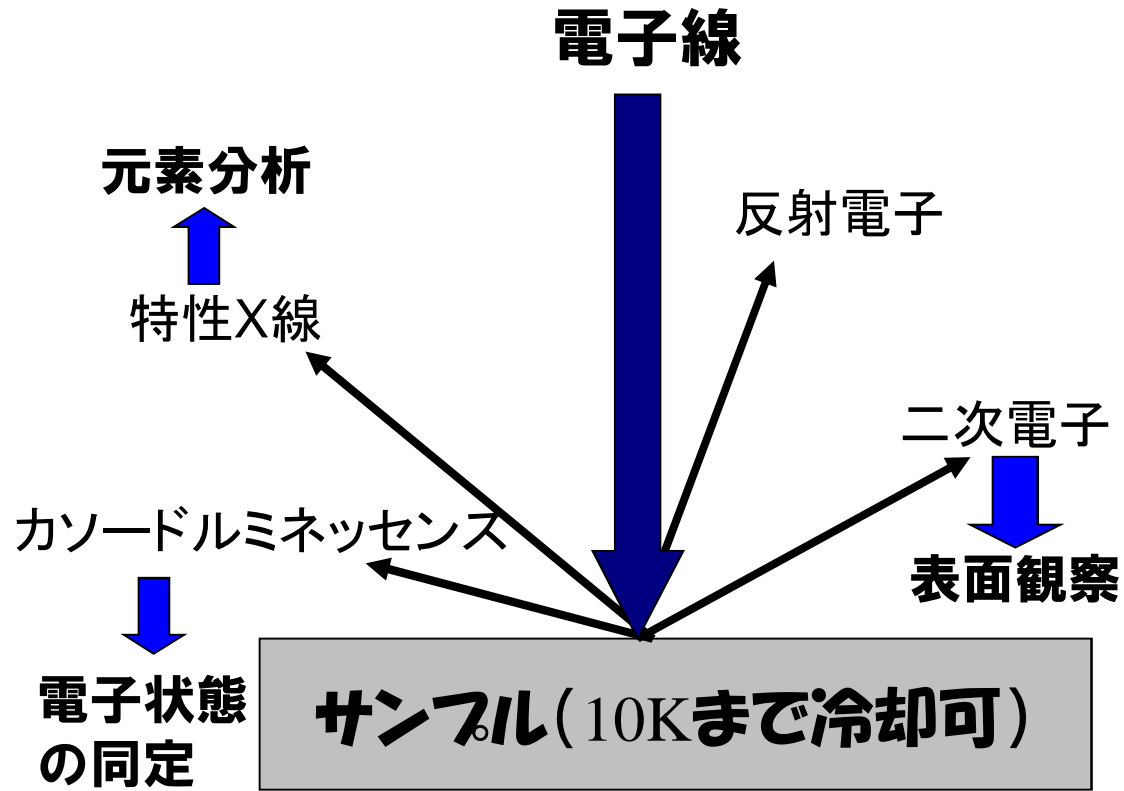 電子線
元素分析
反射電子
特性X線
二次電子
カソードルミネッセンス
表面観察
電子状態
の同定
サンプル(10Kまで冷却可)